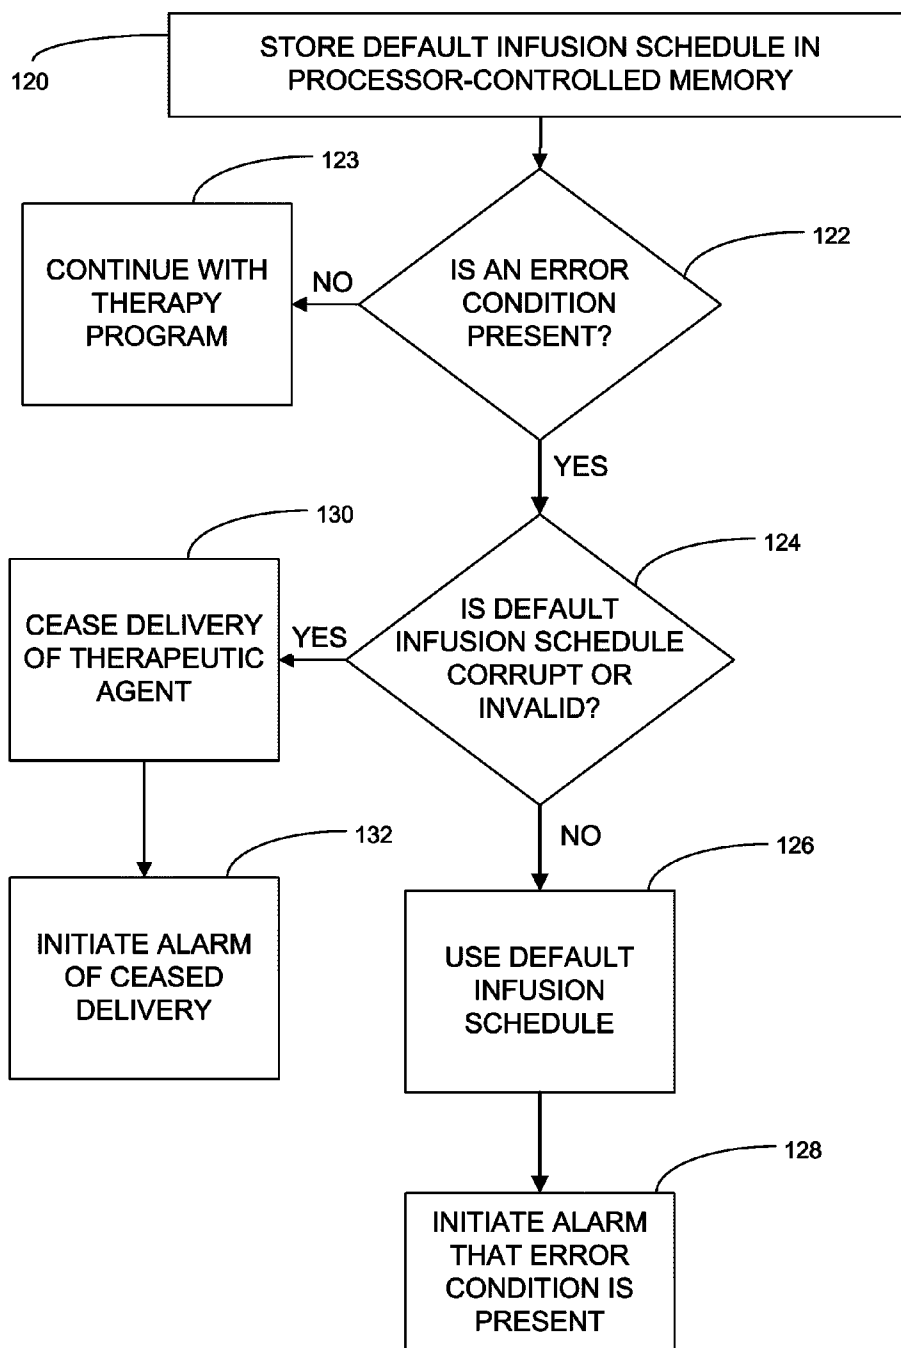 STORE DEFAULT INFUSION SCHEDULE IN
PROCESSOR-CONTROLLED MEMORY
120
123
CONTINUE WITH
THERAPY
PROGRAM
NO
IS AN ERROR
CONDITION
PRESENT?
122
YES
130
CEASE DELIVERY
OF THERAPEUTIC
AGENT
YES
IS DEFAULT
INFUSION SCHEDULE
CORRUPT OR
INVALID?
124
NO
132
INITIATE ALARM
OF CEASED
DELIVERY
126
USE DEFAULT
INFUSION
SCHEDULE
128
INITIATE ALARM
THAT ERROR
CONDITION IS
PRESENT